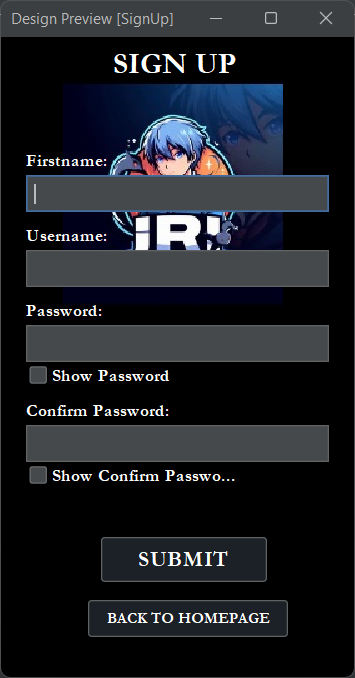 Design Preview [SignUp]
SIGN UP
Firstname:
Username:
Password:
Show Password
Confirm Password:
Show Confirm Passwo...
SUBMIT
BACK TO HOMEPAGE